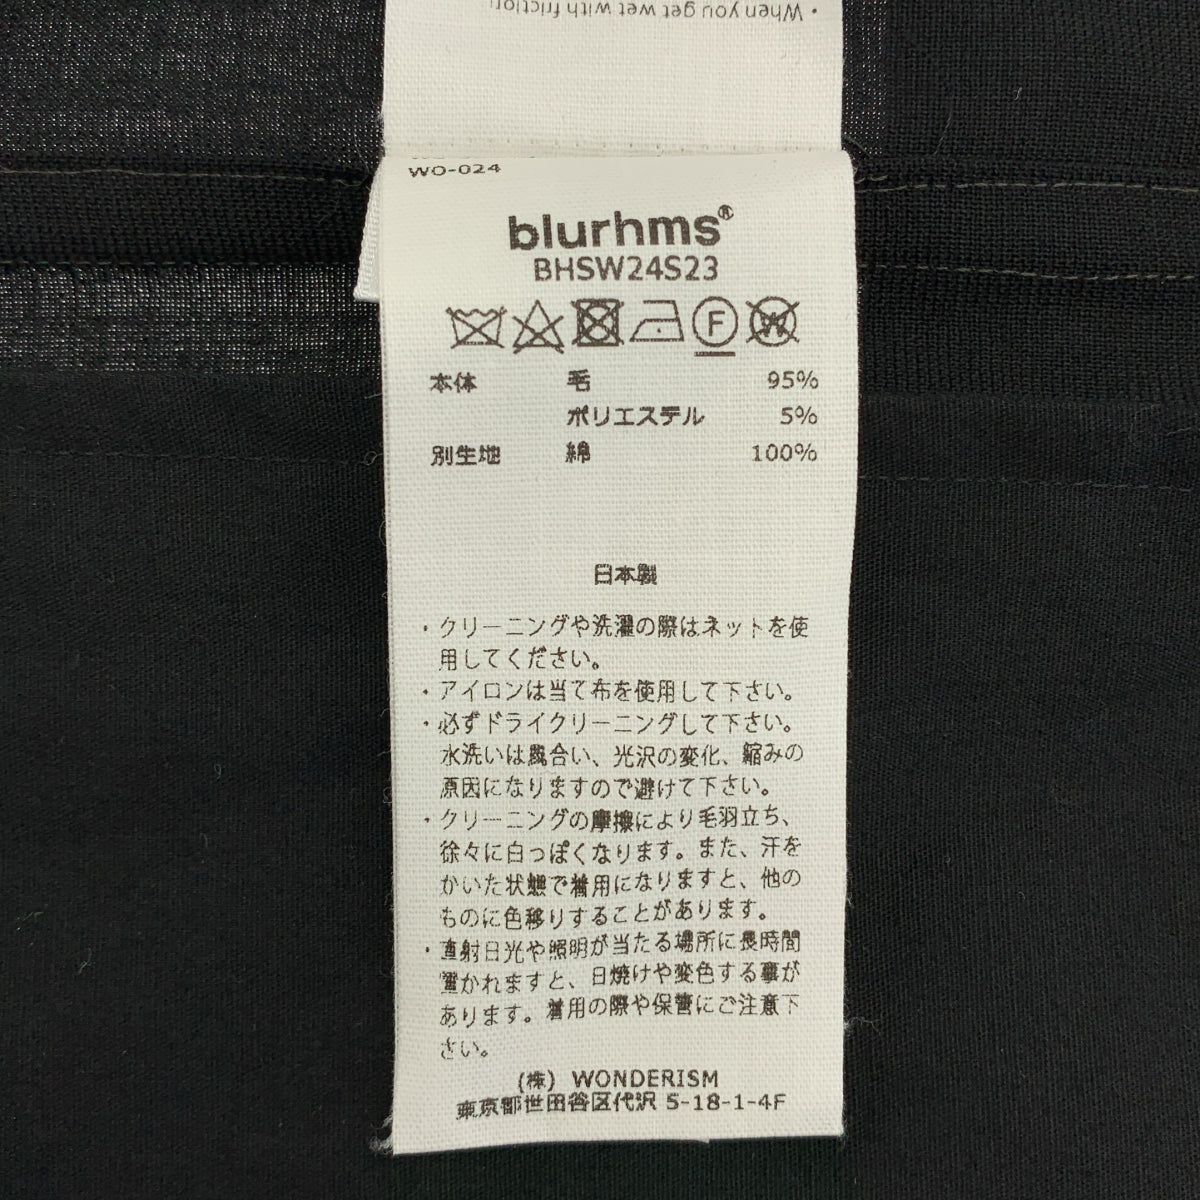 ・When you get wet with friction
WO-024
blurhms®
BHSW24S23
F W
本体 毛 95%
ポリエステル 5%
別生地 綿 100%
日本製
・クリーニングや洗濯の際はネットを使
用してください。
・アイロンは当て布を使用して下さい。
・必ずドライクリーニングして下さい。
水洗いは風合い、光沢の変化、縮みの
原因になりますので避けて下さい。
・クリーニングの摩擦により毛羽立ち、
徐々に白っぽくなります。また、汗を
かいた状態で着用になりますと、他の
ものに色移りすることがあります。
・直射日光や照明が当たる場所に長時間
置かれますと、日焼けや変色する事が
あります。着用の際や保管にご注意下
さい。
(株) WONDERISM
東京都世田谷区代沢 5-18-1-4F